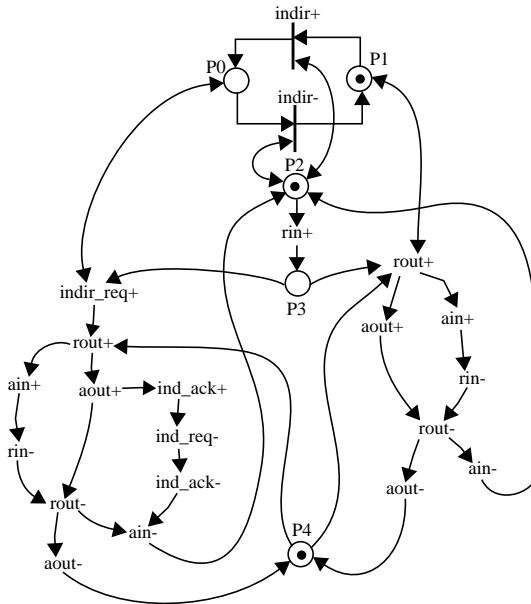 indir+
P0
P1
indir-
P2
rin+
rout+
indir_req+
P3
rout+
aout+
ain+
ain+
aout+
ind_ack+
rin-
ind_req-
rout-
rin-
ind_ack-
ain-
aout-
rout-
P4
ain-
aout-